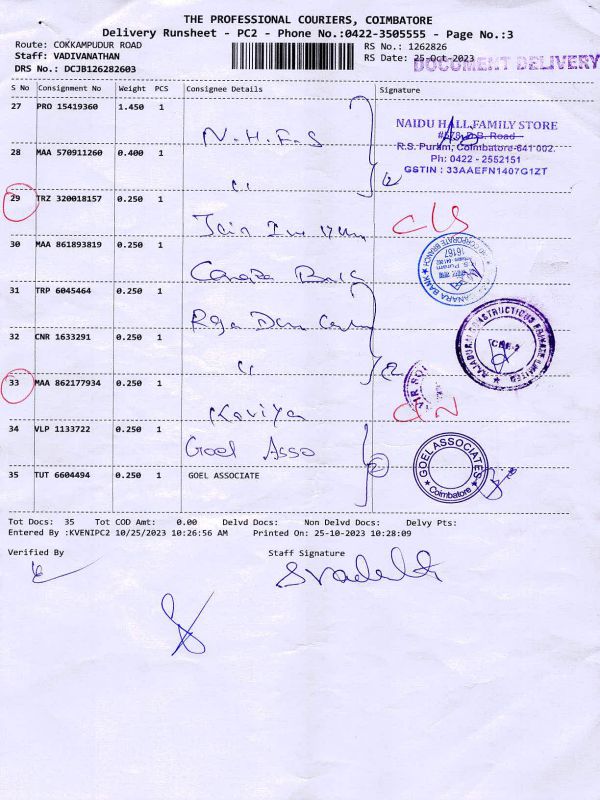 THE PROFESSIONAL COURIERS, COIMBATORE
Delivery Runsheet - PC2 - Phone No.:0422-3505555 - Page No.:3
Route: COKKAMPUDUR ROAD
Staff: VADIVANATHAN
DRS No.: DCJB126282603
RS No.: 1262826
RS Date: 25-Oct-2023
DOCUMENT DELIVERY
S No Consignment No Weight PCS Consignee Details Signature
27 PRO 15419360 1.450 1
N.H.F.S
28 MAA 570911260 0.400 1
"
NAIDU HALL FAMILY STORE
R.S. Puram, Coimbatore-641 002.
Ph: 0422 - 2552151
GSTIN : 33AAEFN1407G1ZT
29 TRZ 320018157 0.250 1
30 MAA 861893819 0.250 1
Canara Bank
CANARA BANK
31 TRP 6045464 0.250 1
32 CNR 1633291 0.250 1
"
33 MAA 862177934 0.250 1
Kaviya
34 VLP 1133722 0.250 1
Goel Asso
2
GOEL ASSOCIATES
Coimbatore
35 TUT 6604494 0.250 1 GOEL ASSOCIATE
Tot Docs: 35 Tot COD Amt: 0.00 Delvd Docs: Non Delvd Docs: Delvy Pts:
Entered By :KVENIPC2 10/25/2023 10:26:56 AM Printed On: 25-10-2023 10:28:09
Verified By Staff Signature